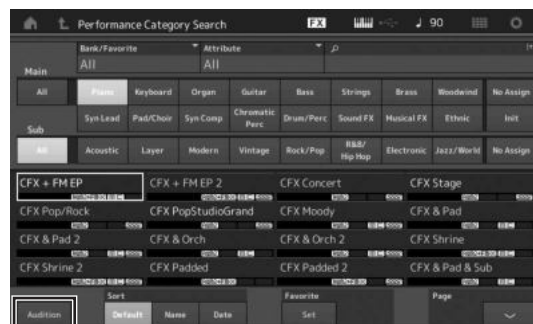 Performance Category Search FX 90
Bank/Favorite Attribute
Main All All
All Piano Keyboard Organ Guitar Bass Strings Brass Woodwind No Assign
Syn Lead Pad/Choir Syn Comp Chromatic Perc Drum/Perc Sound FX Musical FX Ethnic Init
Sub
All Acoustic Layer Modern Vintage Rock/Pop R&B/Hip Hop Electronic Jazz/World No Assign
CFX + FM EP CFX + FM EP 2 CFX Concert CFX Stage
CFX Pop/Rock CFX PopStudioGrand CFX Moody CFX & Pad
CFX & Pad 2 CFX & Orch CFX & Orch 2 CFX Shrine
CFX Shrine 2 CFX Padded CFX Padded 2 CFX & Pad & Sub
Sort Favorite Page
Audition Default Name Date Set